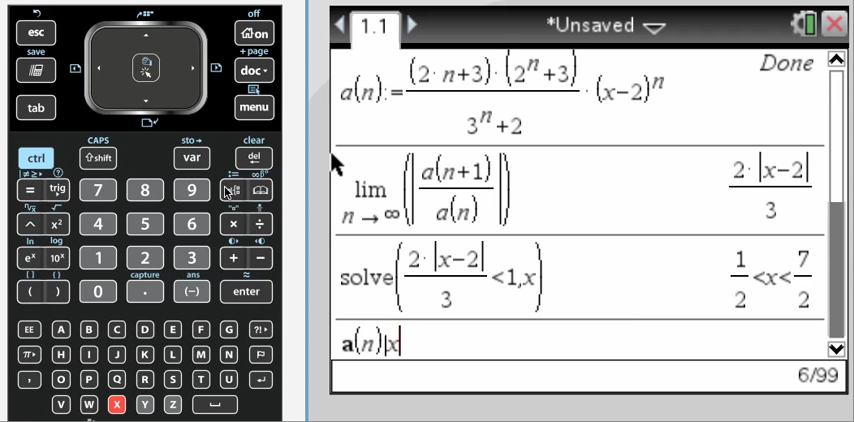 off
esc
on
save
+page
doc
tab
menu
CAPS
sto→
clear
ctrl
⇧shift
var
del
≠≥▸
?
:=
∞β°
=
trig
7
8
9
ⁿ√x
√
"□"
^
x²
4
5
6
×
÷
ln
log
eˣ
10ˣ
1
2
3
+
−
[ ]
{ }
capture
ans
≈
(
)
0
.
(−)
enter
EE
A
B
C
D
E
F
G
?!▸
π▸
H
I
J
K
L
M
N
,
O
P
Q
R
S
T
U
↵
V
W
X
Y
Z
1.1
*Unsaved
a(n):=(2·n+3)·(2ⁿ+3)/(3ⁿ+2)·(x−2)ⁿ Done
lim n→∞ (|a(n+1)/a(n)|) 2·|x−2|/3
solve(2·|x−2|/3<1,x) 1/2<x<7/2
a(n)|x
6/99